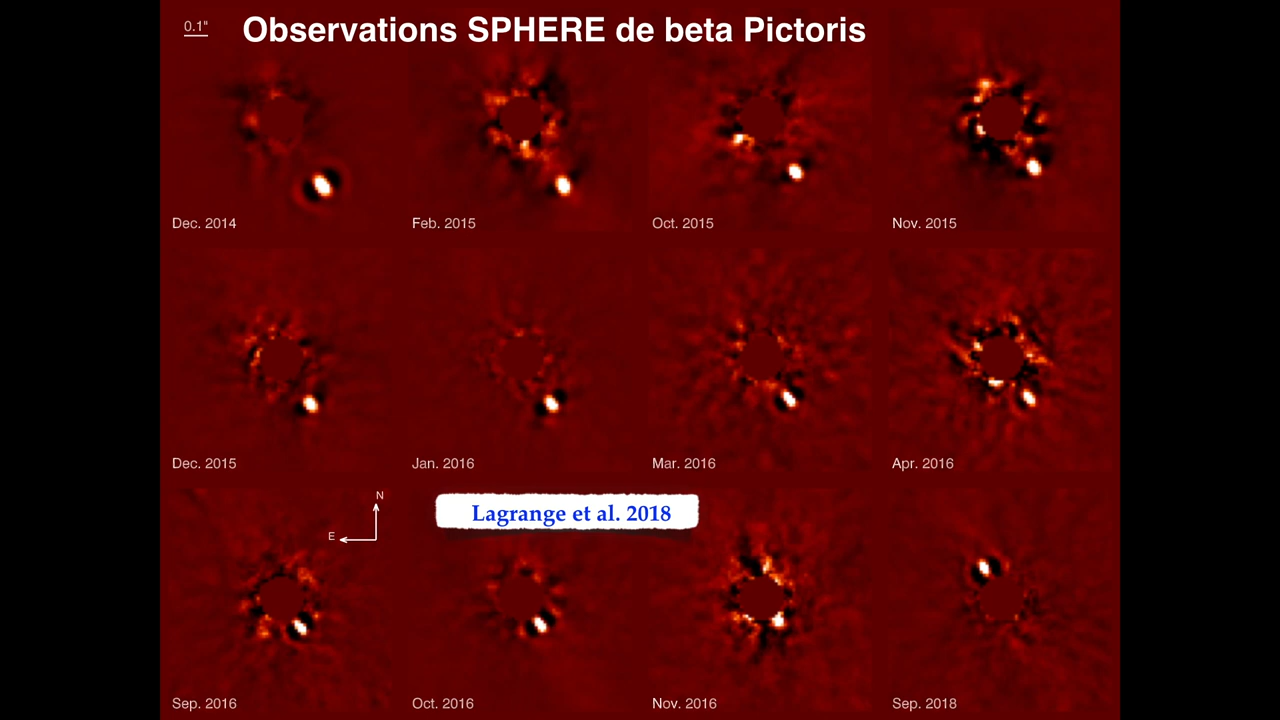 0.1"
Observations SPHERE de beta Pictoris
Dec. 2014
Feb. 2015
Oct. 2015
Nov. 2015
Dec. 2015
Jan. 2016
Mar. 2016
Apr. 2016
N
E
Lagrange et al. 2018
Sep. 2016
Oct. 2016
Nov. 2016
Sep. 2018